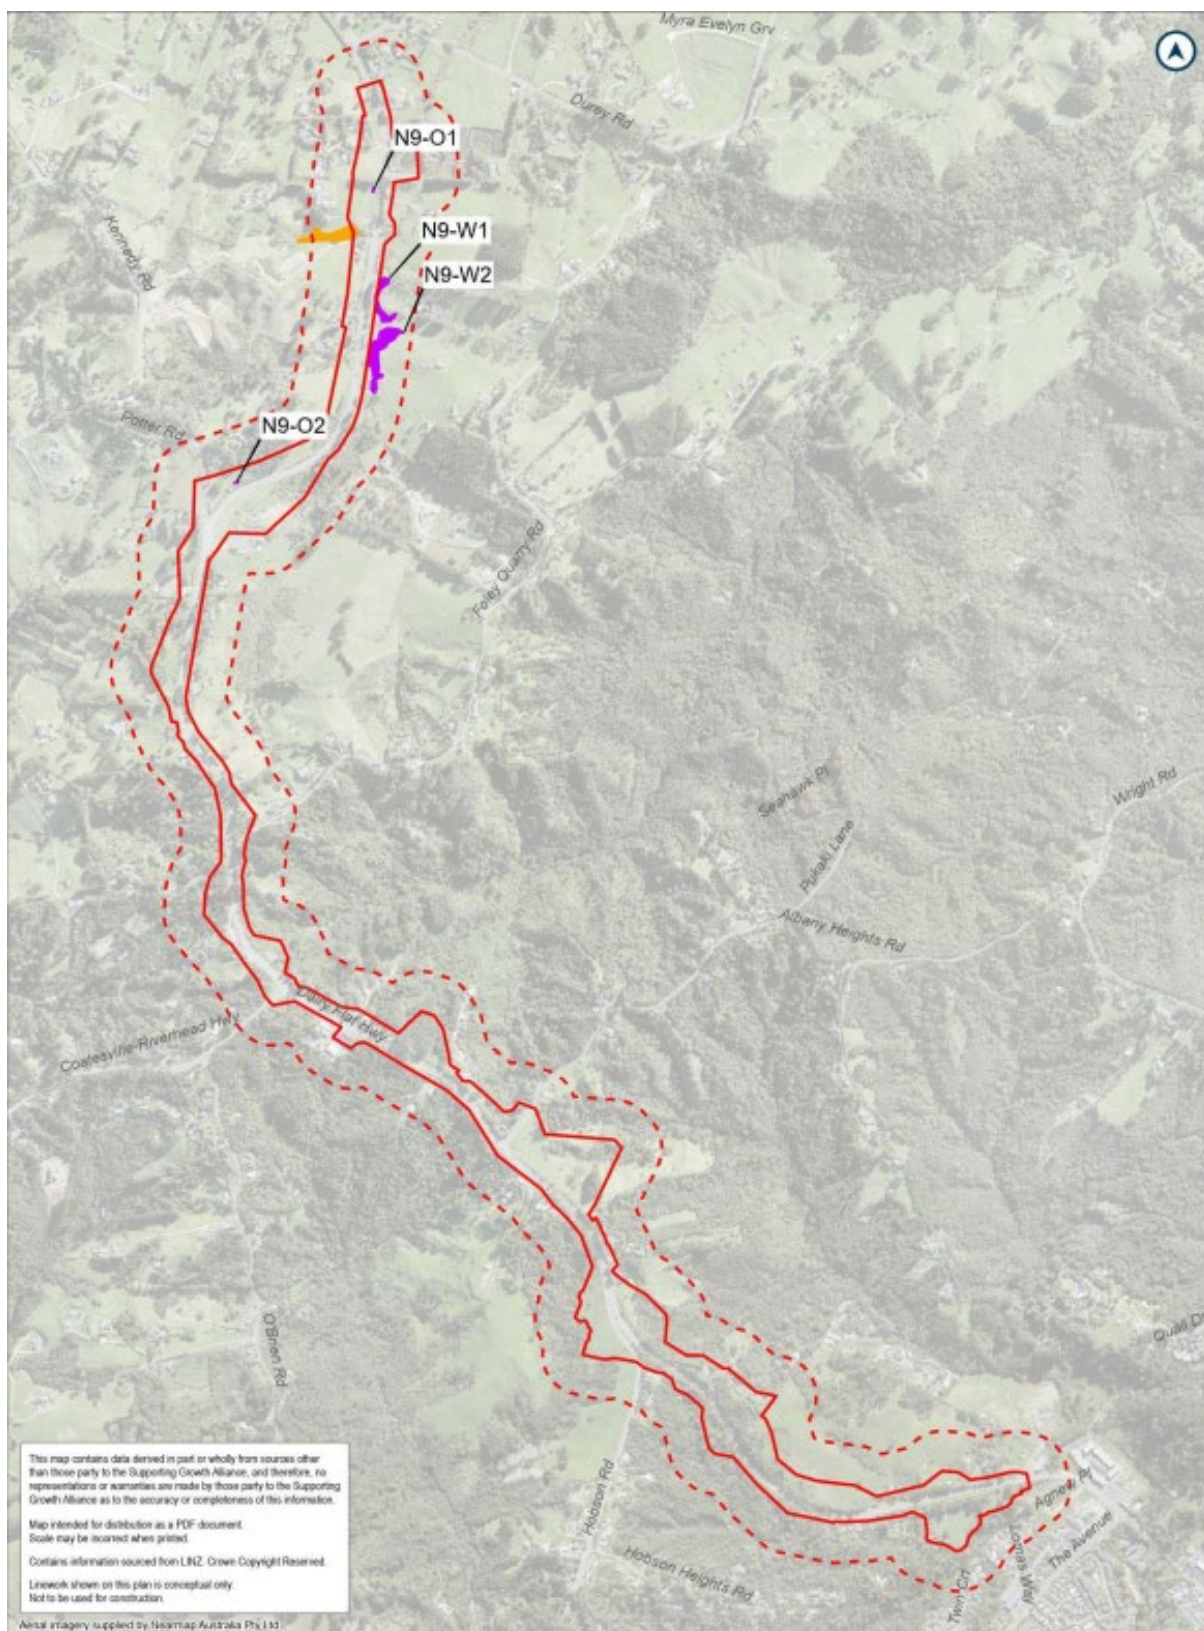 Myra Evelyn Grv
Durey Rd
N9-O1
Kennedy Rd
N9-W1
N9-W2
Potter Rd
N9-O2
Foley Quarry Rd
Seahawk Pl
Wright Rd
Pukaki Lane
Albany Heights Rd
Dairy Flat Hwy
Coatesville-Riverhead Hwy
O'Brien Rd
Quail Dr
This map contains data derived in part or wholly from sources other
than those party to the Supporting Growth Alliance, and therefore, no
representations or warranties are made by those party to the Supporting
Growth Alliance as to the accuracy or completeness of this information.
Map intended for distribution as a PDF document.
Scale may be incorrect when printed.
Contains information sourced from LINZ. Crown Copyright Reserved.
Linework shown on this plan is conceptual only.
Not to be used for construction.
Hobson Rd
Agnew Pl
The Avenue
Lomas Way
Hobson Heights Rd
Twin Crt
Aerial imagery supplied by Nearmap Australia Pty Ltd